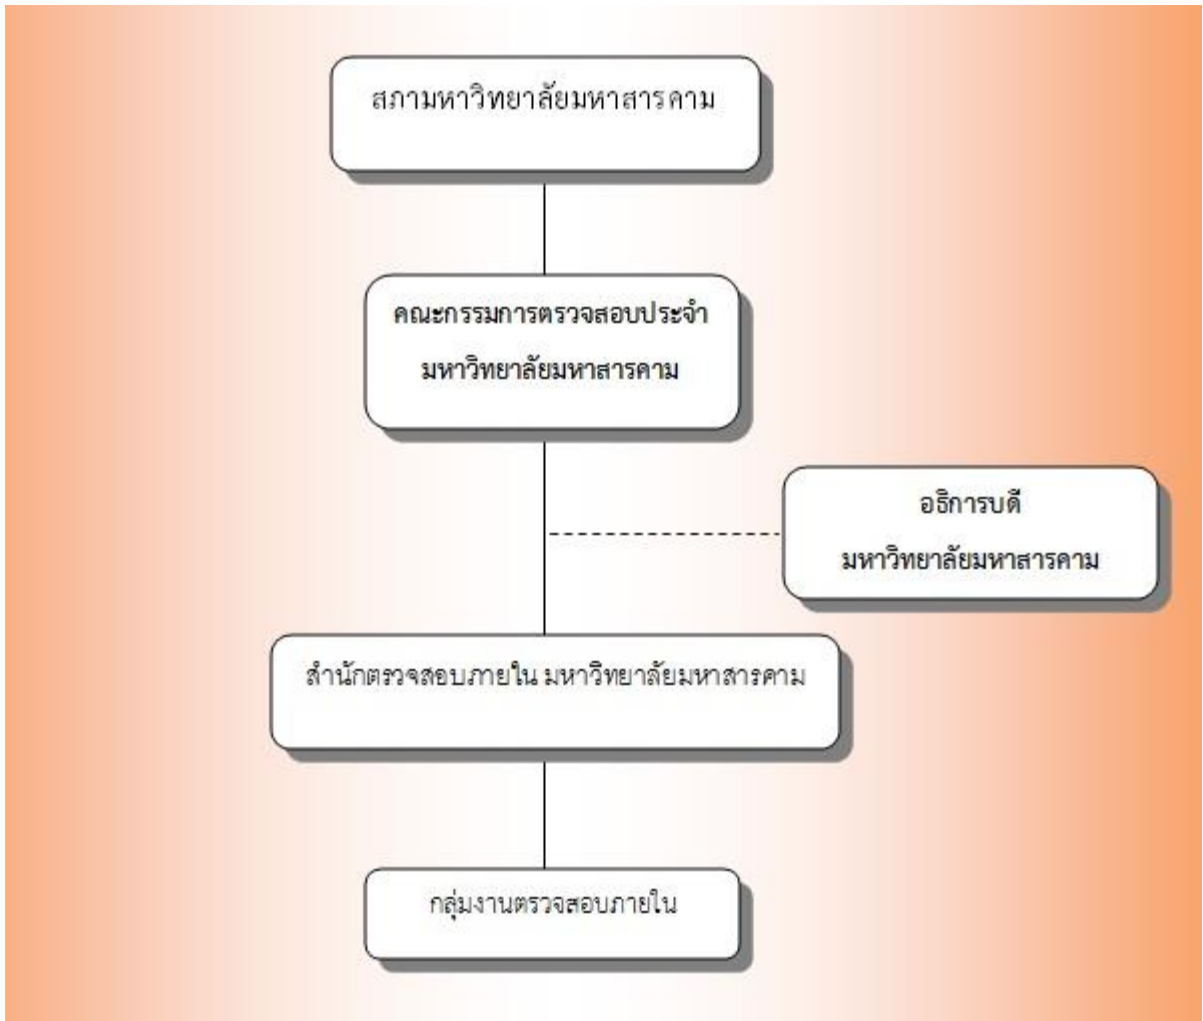 สภามหาวิทยาลัยมหาสารคาม
คณะกรรมการตรวจสอบประจำ
มหาวิทยาลัยมหาสารคาม
อธิการบดี
มหาวิทยาลัยมหาสารคาม
สำนักตรวจสอบภายใน มหาวิทยาลัยมหาสารคาม
กลุ่มงานตรวจสอบภายใน